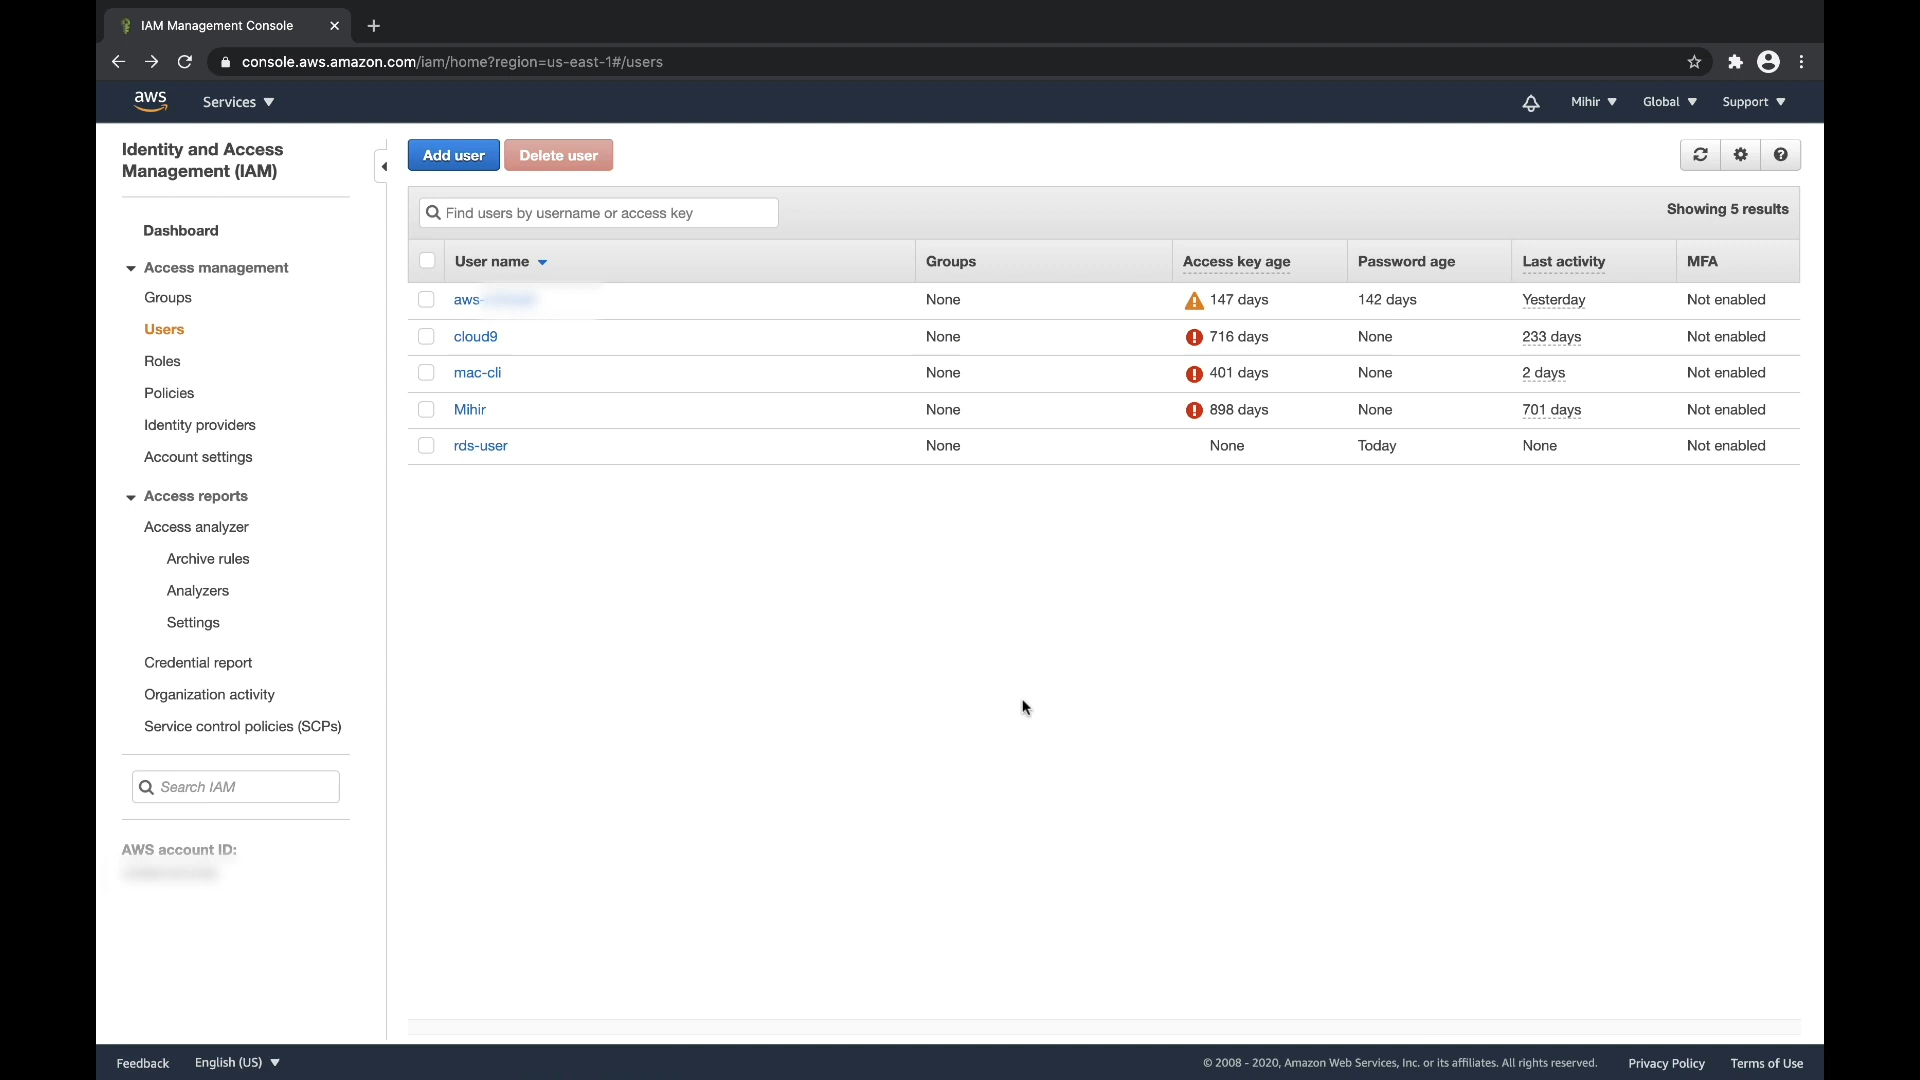 IAM Management Console
console.aws.amazon.com/iam/home?region=us-east-1#/users
aws
Services
Mihir
Global
Support
Identity and Access
Management (IAM)
Dashboard
Access management
Groups
Users
Roles
Policies
Identity providers
Account settings
Access reports
Access analyzer
Archive rules
Analyzers
Settings
Credential report
Organization activity
Service control policies (SCPs)
Search IAM
AWS account ID:
Add user
Delete user
Find users by username or access key
Showing 5 results
User name Groups Access key age Password age Last activity MFA
aws- None 147 days 142 days Yesterday Not enabled
cloud9 None 716 days None 233 days Not enabled
mac-cli None 401 days None 2 days Not enabled
Mihir None 898 days None 701 days Not enabled
rds-user None None Today None Not enabled
Feedback
English (US)
© 2008 - 2020, Amazon Web Services, Inc. or its affiliates. All rights reserved.
Privacy Policy
Terms of Use